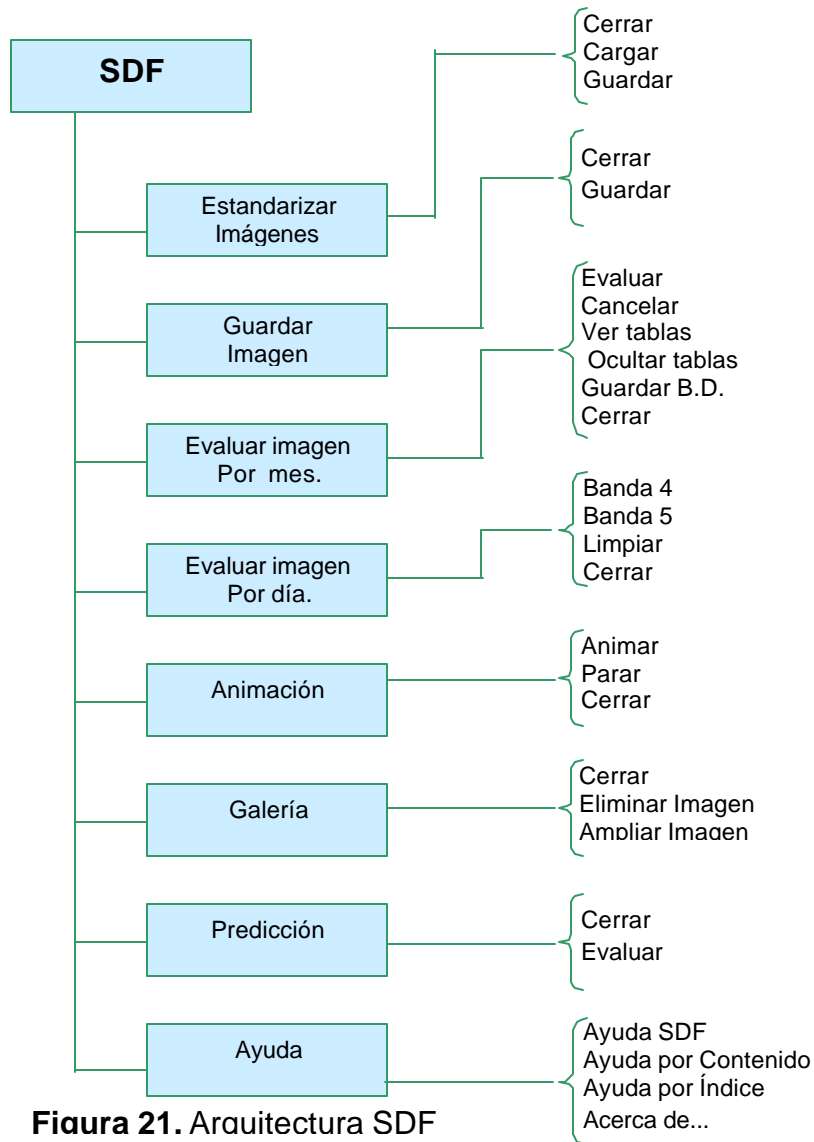 SDF
Cerrar
Cargar
Guardar
Estandarizar
Imágenes
Cerrar
Guardar
Guardar
Imagen
Evaluar
Cancelar
Ver tablas
Ocultar tablas
Guardar B.D.
Cerrar
Evaluar imagen
Por mes.
Banda 4
Banda 5
Limpiar
Cerrar
Evaluar imagen
Por día.
Animar
Parar
Cerrar
Animación
Cerrar
Eliminar Imagen
Ampliar Imagen
Galería
Cerrar
Evaluar
Predicción
Ayuda SDF
Ayuda por Contenido
Ayuda por Índice
Acerca de...
Ayuda
Figura 21. Arquitectura SDF